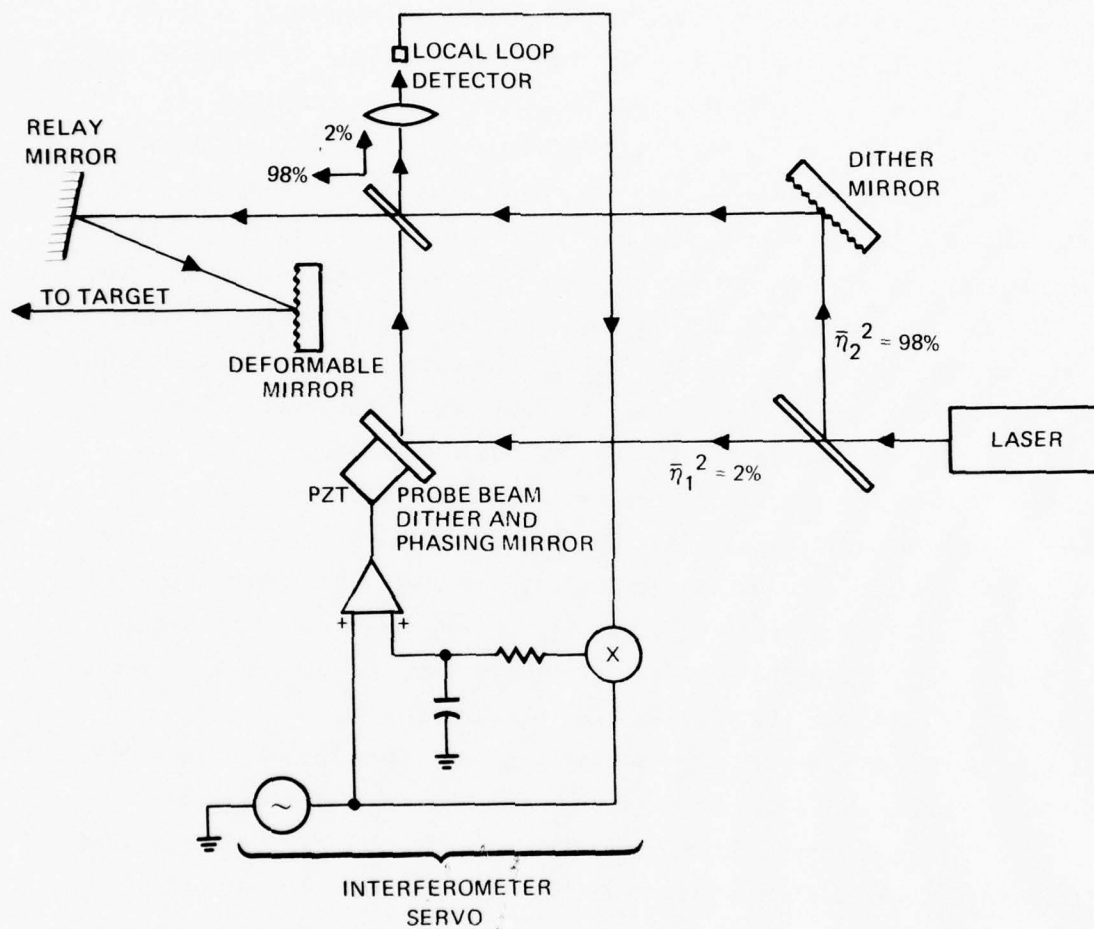 LOCAL LOOP
DETECTOR
RELAY
MIRROR
2%
98%
DITHER
MIRROR
TO TARGET
DEFORMABLE
MIRROR
η̅₂² = 98%
LASER
η̅₁² = 2%
PZT
PROBE BEAM
DITHER AND
PHASING MIRROR
+
+
X
~
INTERFEROMETER
SERVO